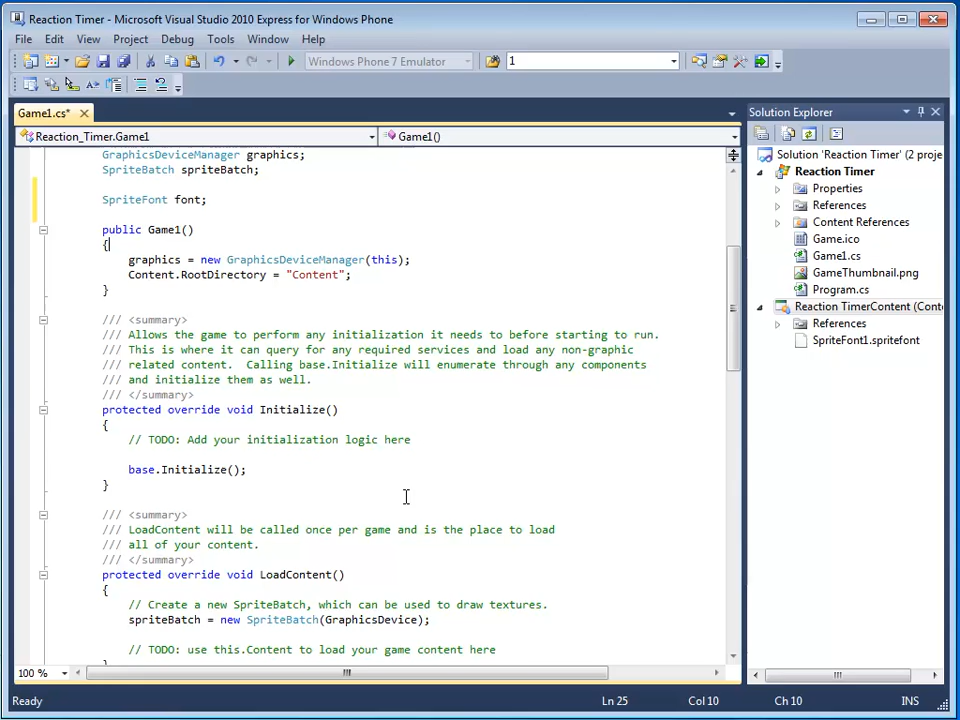 Reaction Timer - Microsoft Visual Studio 2010 Express for Windows Phone
File Edit View Project Debug Tools Window Help
Windows Phone 7 Emulator 1
Game1.cs*
Reaction_Timer.Game1 Game1()
GraphicsDeviceManager graphics;
SpriteBatch spriteBatch;
SpriteFont font;
public Game1()
{
graphics = new GraphicsDeviceManager(this);
Content.RootDirectory = "Content";
}
/// <summary>
/// Allows the game to perform any initialization it needs to before starting to run.
/// This is where it can query for any required services and load any non-graphic
/// related content.  Calling base.Initialize will enumerate through any components
/// and initialize them as well.
/// </summary>
protected override void Initialize()
{
// TODO: Add your initialization logic here
base.Initialize();
}
/// <summary>
/// LoadContent will be called once per game and is the place to load
/// all of your content.
/// </summary>
protected override void LoadContent()
{
// Create a new SpriteBatch, which can be used to draw textures.
spriteBatch = new SpriteBatch(GraphicsDevice);
// TODO: use this.Content to load your game content here
}
100 %
Solution Explorer
Solution 'Reaction Timer' (2 proje
Reaction Timer
Properties
References
Content References
Game.ico
Game1.cs
GameThumbnail.png
Program.cs
Reaction TimerContent (Conte
References
SpriteFont1.spritefont
Ready Ln 25 Col 10 Ch 10 INS